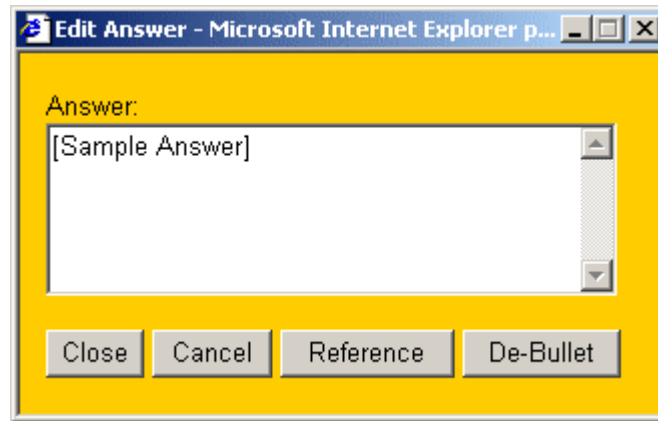 Edit Answer - Microsoft Internet Explorer p...
Answer:
[Sample Answer]
Close Cancel Reference De-Bullet